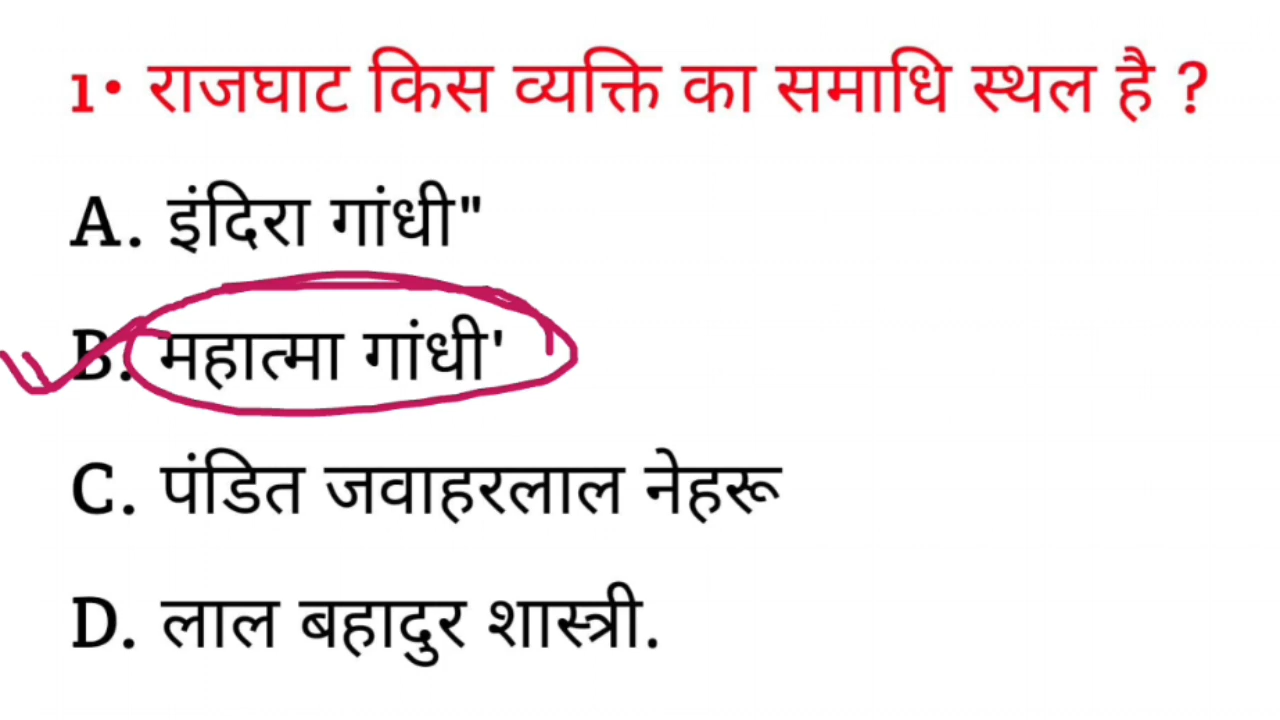 1• राजघाट किस व्यक्ति का समाधि स्थल है ?
A. इंदिरा गांधी"
B. महात्मा गांधी'
C. पंडित जवाहरलाल नेहरू
D. लाल बहादुर शास्त्री.